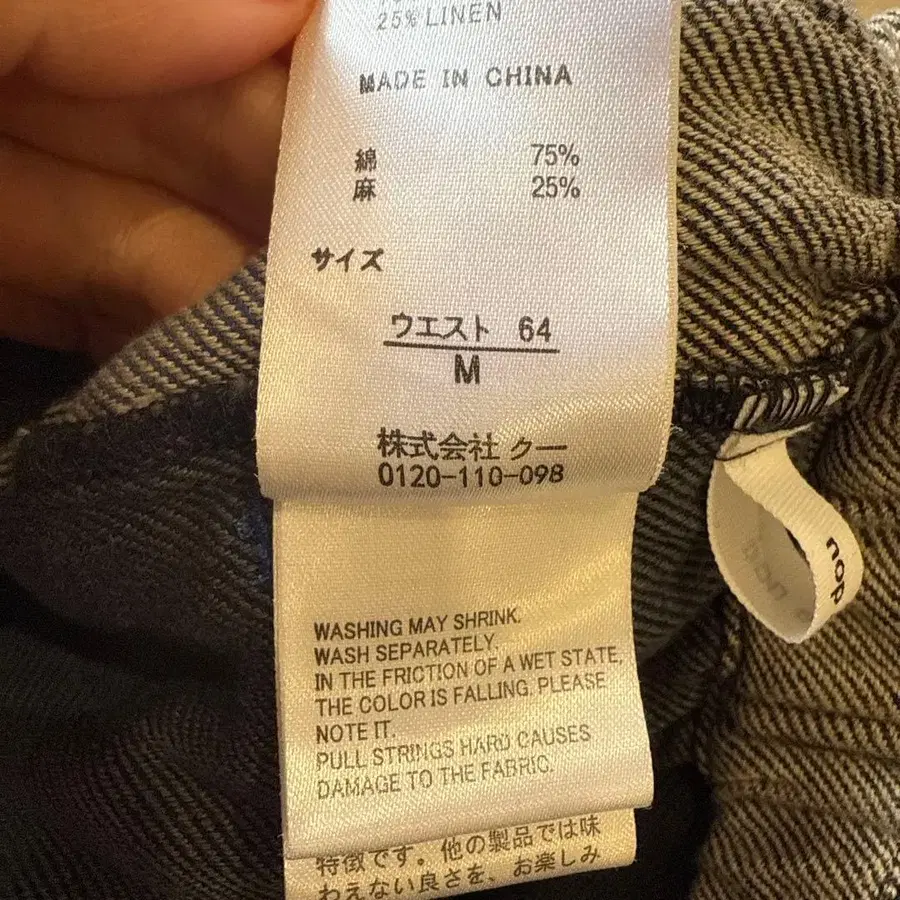 25% LINEN
MADE IN CHINA
綿 75%
麻 25%
サイズ
ウエスト 64
M
株式会社 クー
0120-110-098
WASHING MAY SHRINK.
WASH SEPARATELY.
IN THE FRICTION OF A WET STATE,
THE COLOR IS FALLING. PLEASE
NOTE IT.
PULL STRINGS HARD CAUSES
DAMAGE TO THE FABRIC.
特徴です。他の製品では味
わえない良さを、お楽しみ
nop